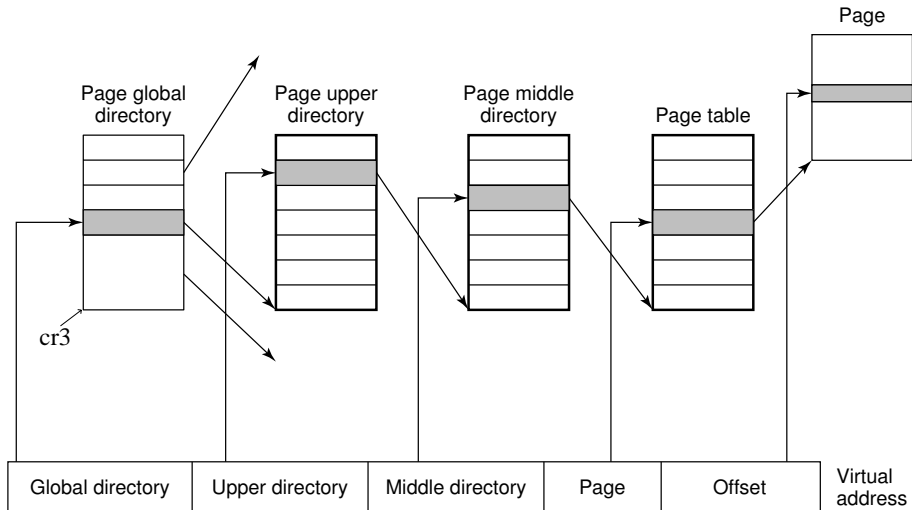 Page
Page global
directory
Page upper
directory
Page middle
directory
Page table
cr3
Global directory
Upper directory
Middle directory
Page
Offset
Virtual
address